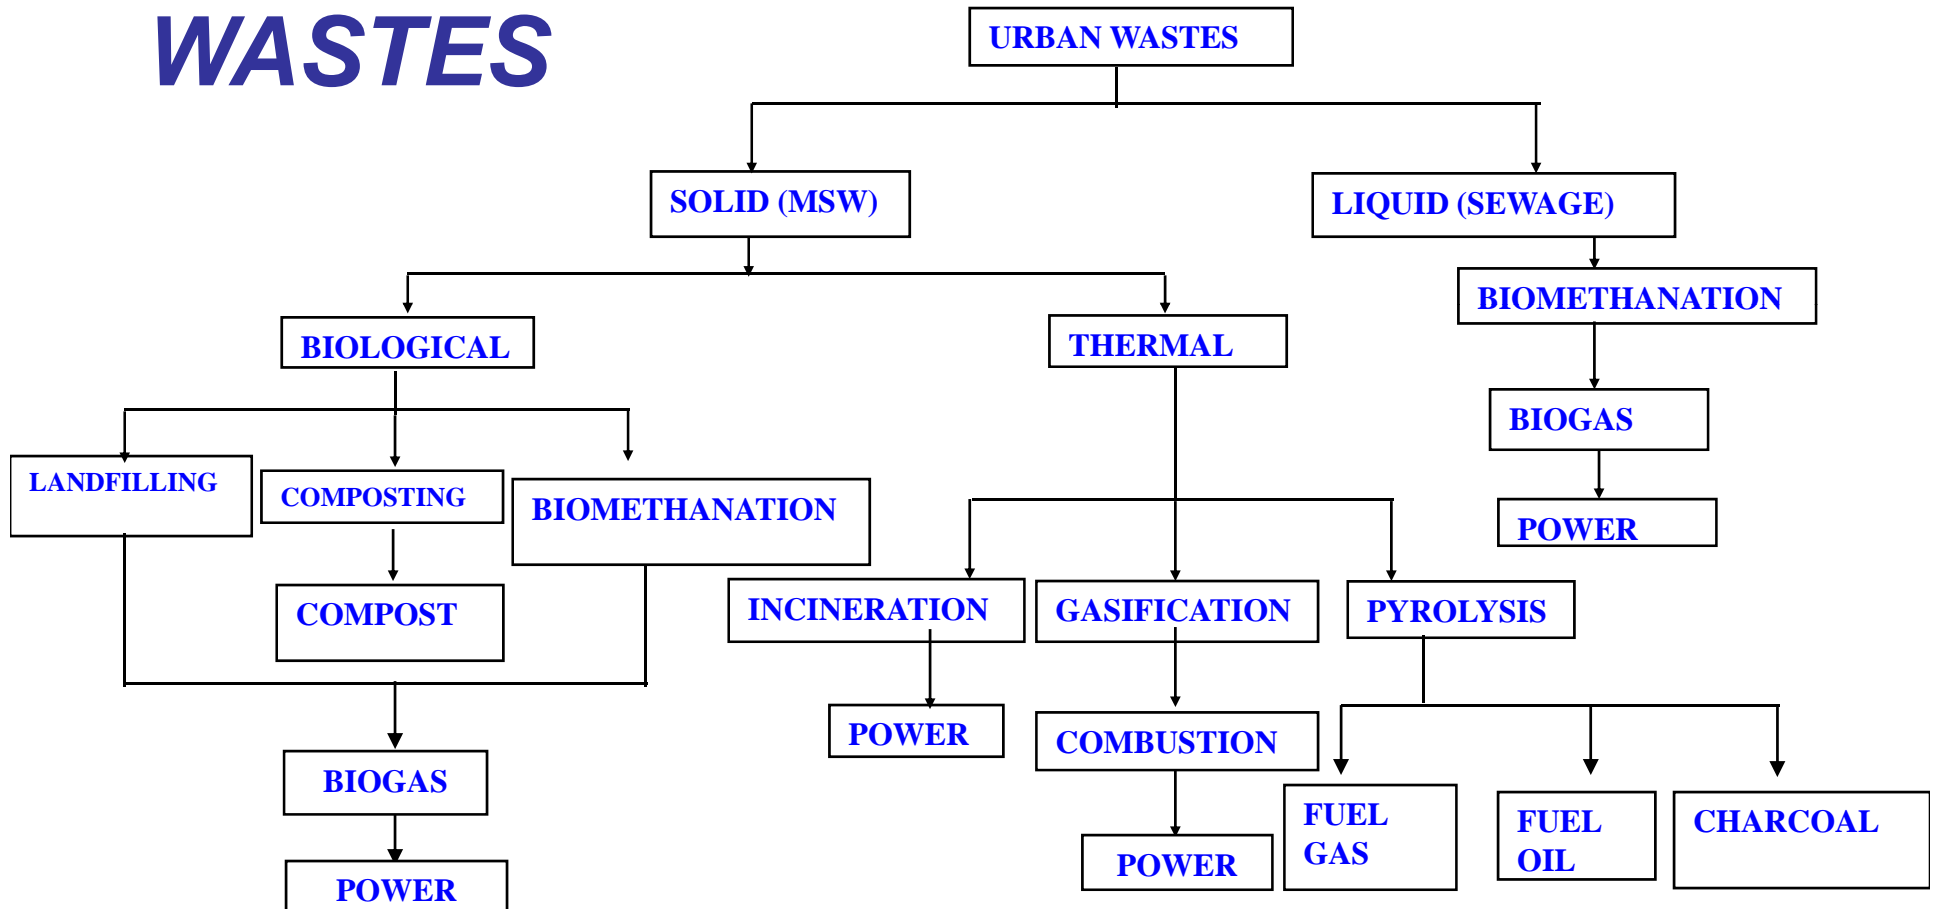 WASTES
URBAN WASTES
SOLID (MSW)
LIQUID (SEWAGE)
BIOMETHANATION
BIOLOGICAL
THERMAL
BIOGAS
LANDFILLING
COMPOSTING
BIOMETHANATION
POWER
COMPOST
INCINERATION
GASIFICATION
PYROLYSIS
POWER
COMBUSTION
BIOGAS
FUEL
GAS
FUEL
OIL
CHARCOAL
POWER
POWER